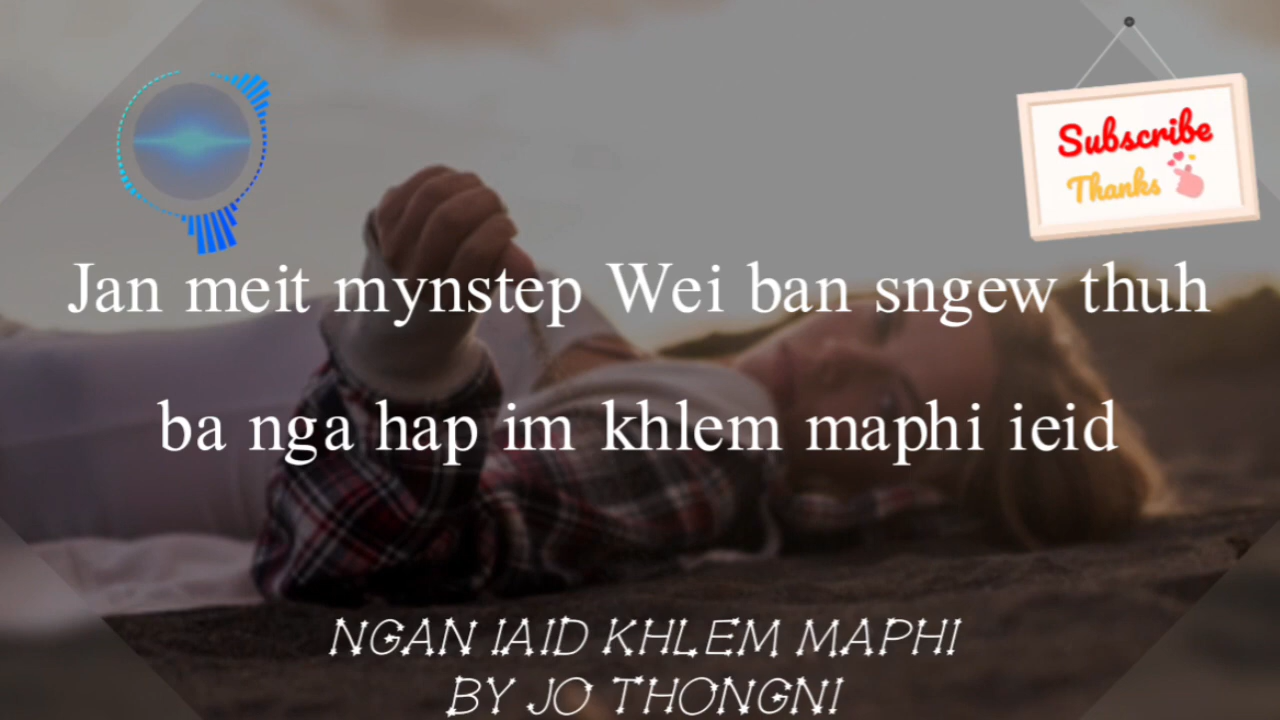 Subscribe
Thanks
Jan meit mynstep Wei ban sngew thuh
ba nga hap im khlem maphi ieid
NGAN IAID KHLEM MAPHI
BY JO THONGNI